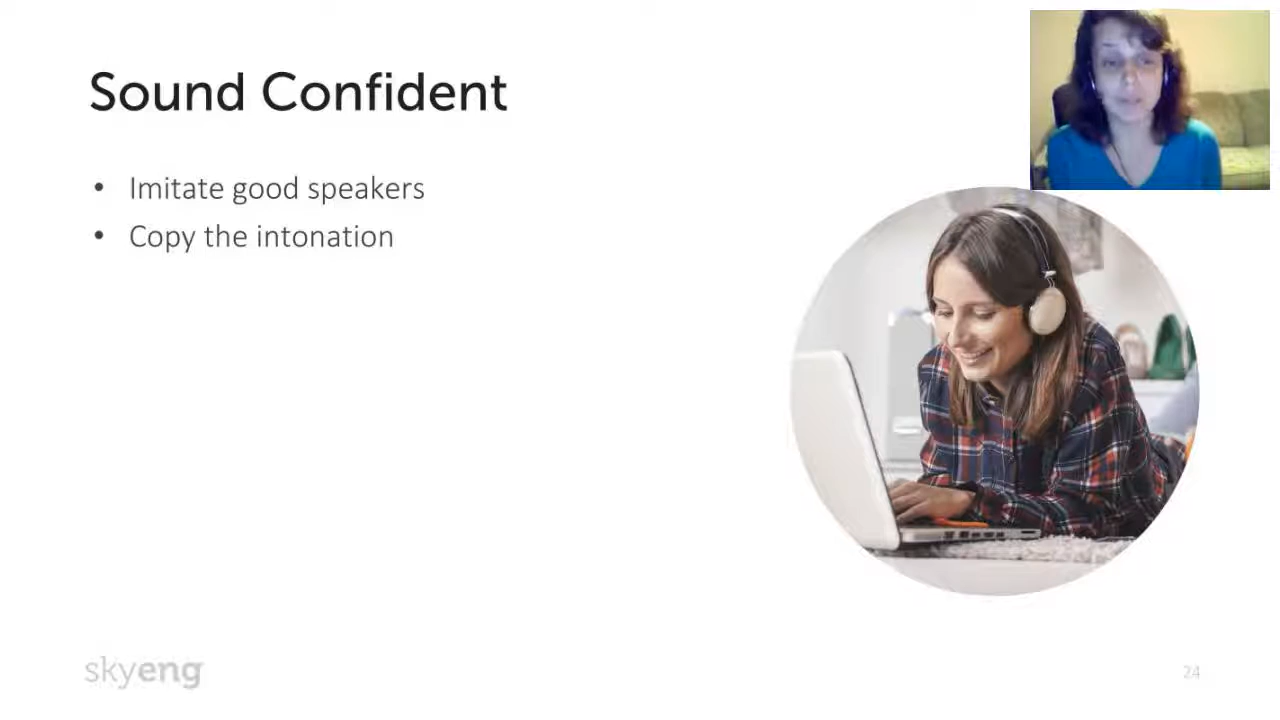 Sound Confident
• Imitate good speakers
• Copy the intonation
skyeng
24